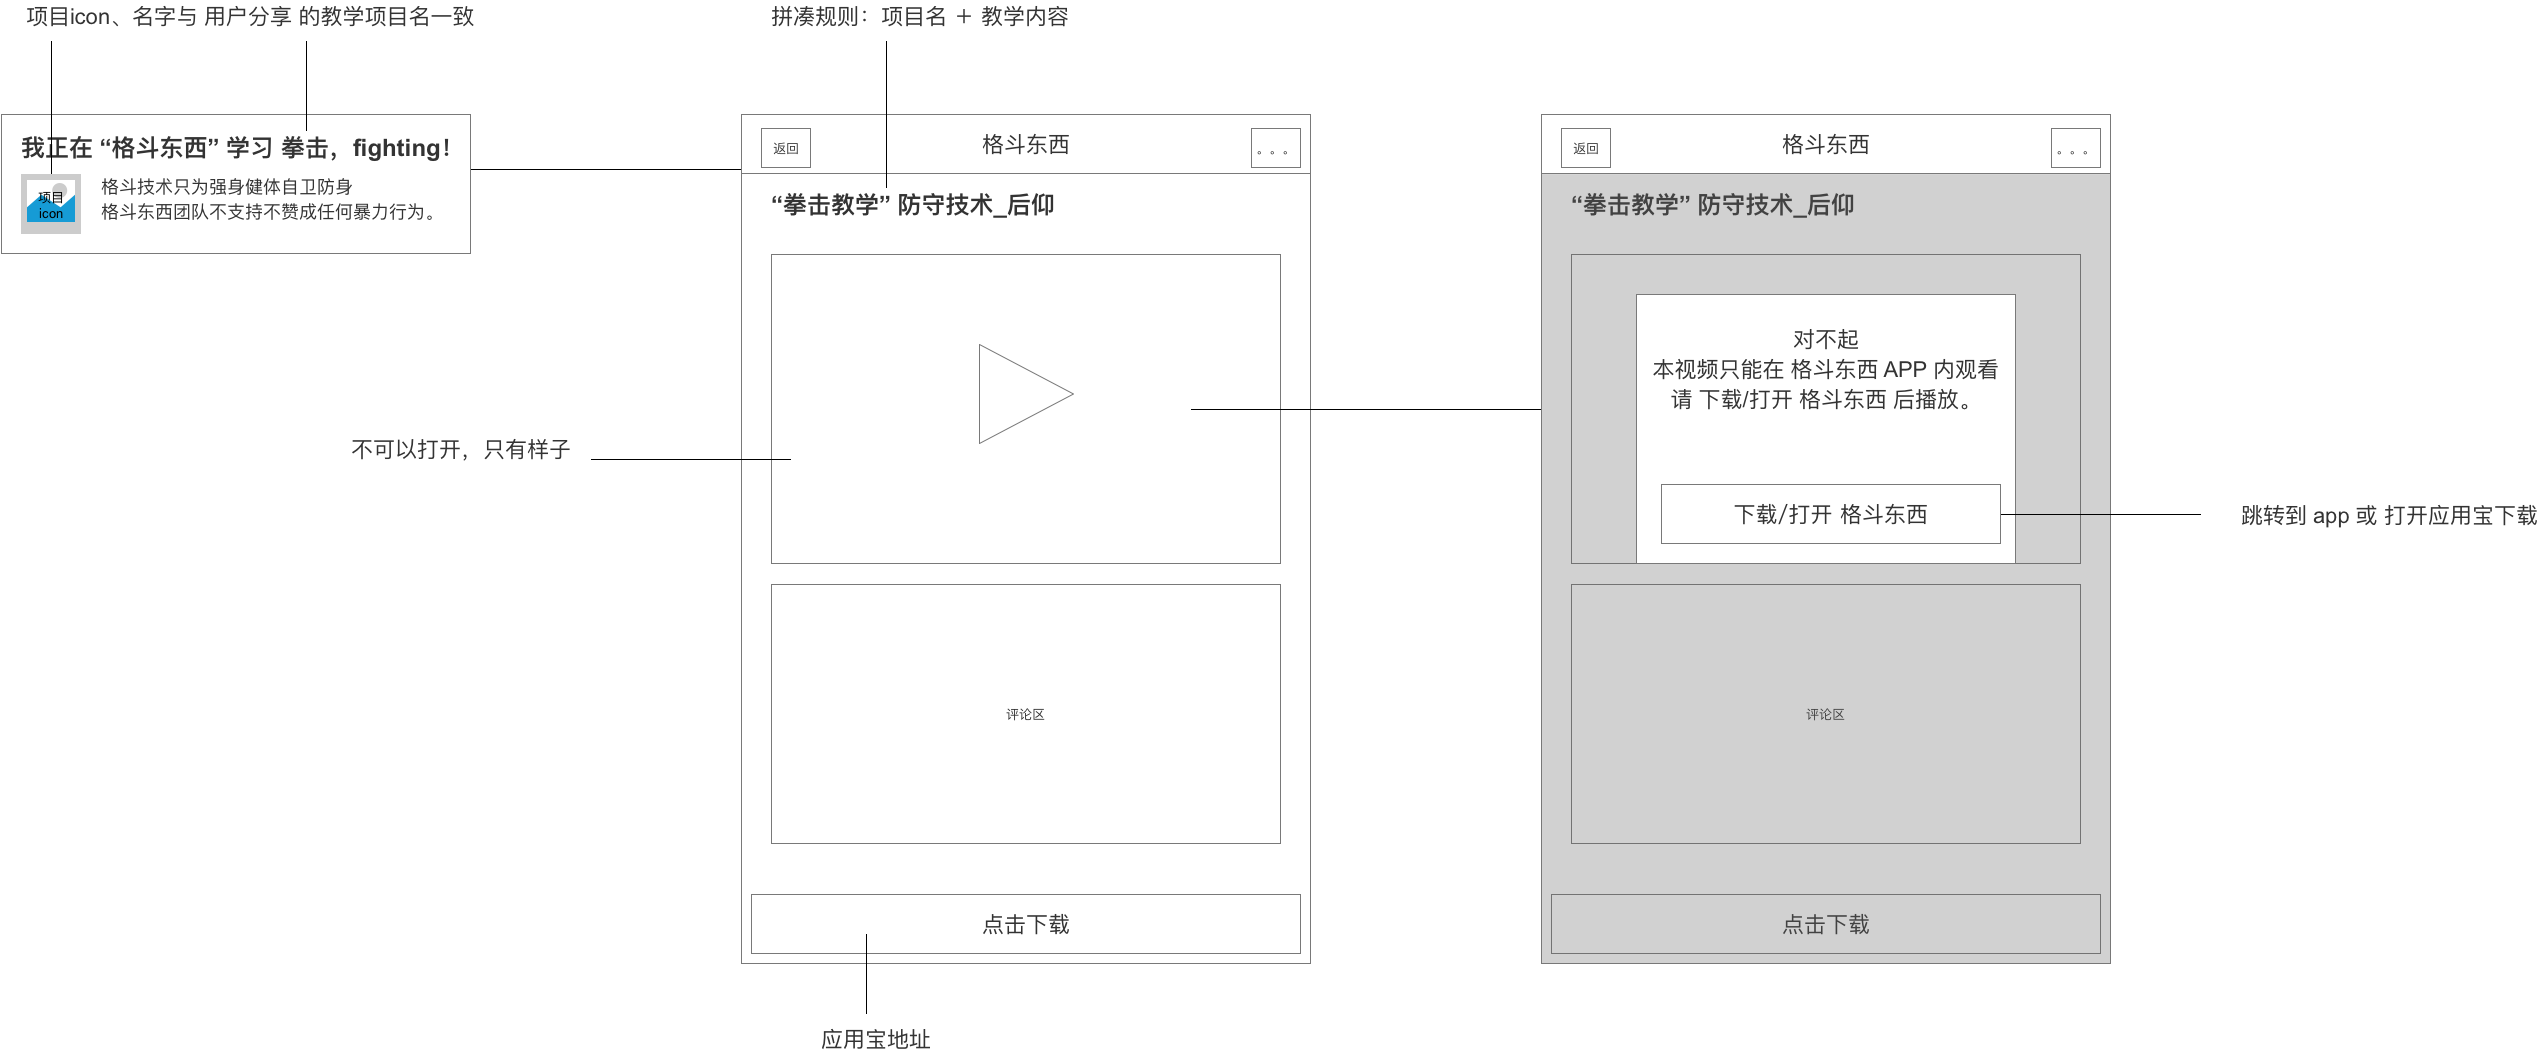 项目icon、名字与 用户分享 的教学项目名一致
我正在 “格斗东西” 学习 拳击，fighting！
项目
icon
格斗技术只为强身健体自卫防身
格斗东西团队不支持不赞成任何暴力行为。
拼凑规则：项目名 ＋ 教学内容
返回
格斗东西
。。。
“拳击教学” 防守技术_后仰
不可以打开，只有样子
评论区
点击下载
应用宝地址
返回
格斗东西
。。。
“拳击教学” 防守技术_后仰
对不起
本视频只能在 格斗东西 APP 内观看
请 下载/打开 格斗东西 后播放。
下载/打开 格斗东西
跳转到 app 或 打开应用宝下载
评论区
点击下载